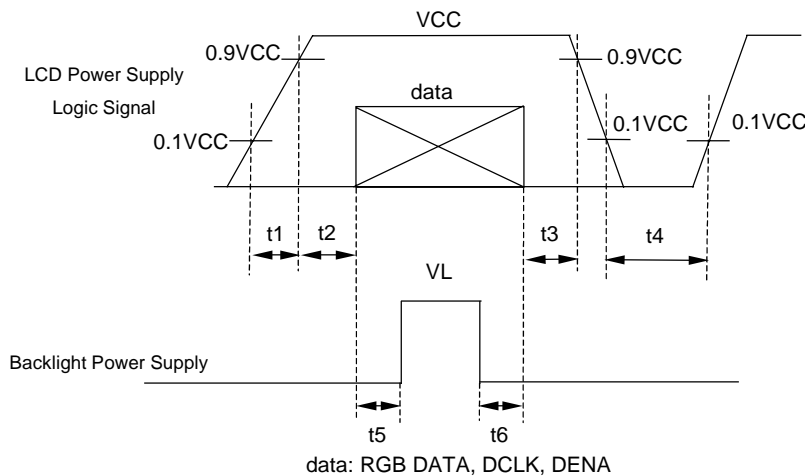 VCC
0.9VCC
0.9VCC
LCD Power Supply
Logic Signal
data
0.1VCC
0.1VCC
0.1VCC
t1
t2
t3
t4
VL
Backlight Power Supply
t5
t6
data: RGB DATA, DCLK, DENA